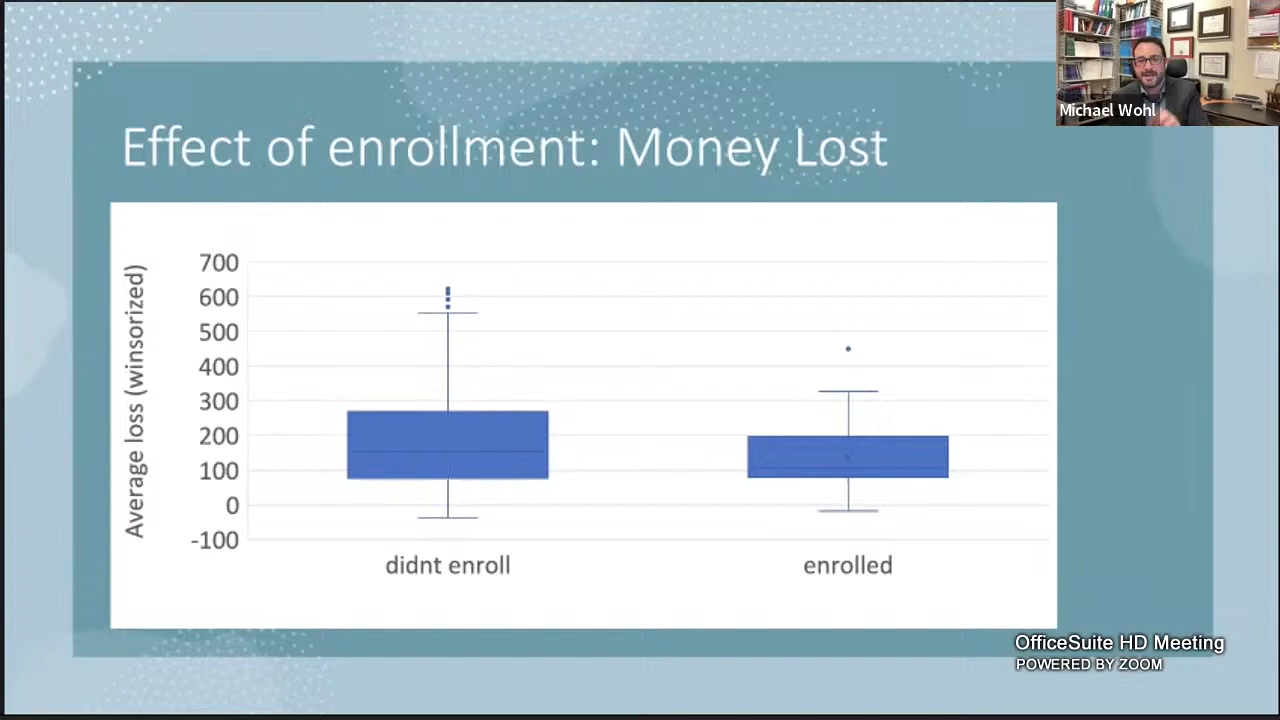 Michael Wohl
Effect of enrollment: Money Lost
Average loss (winsorized)
700
600
500
400
300
200
100
0
-100
didnt enroll
enrolled
OfficeSuite HD Meeting
POWERED BY ZOOM